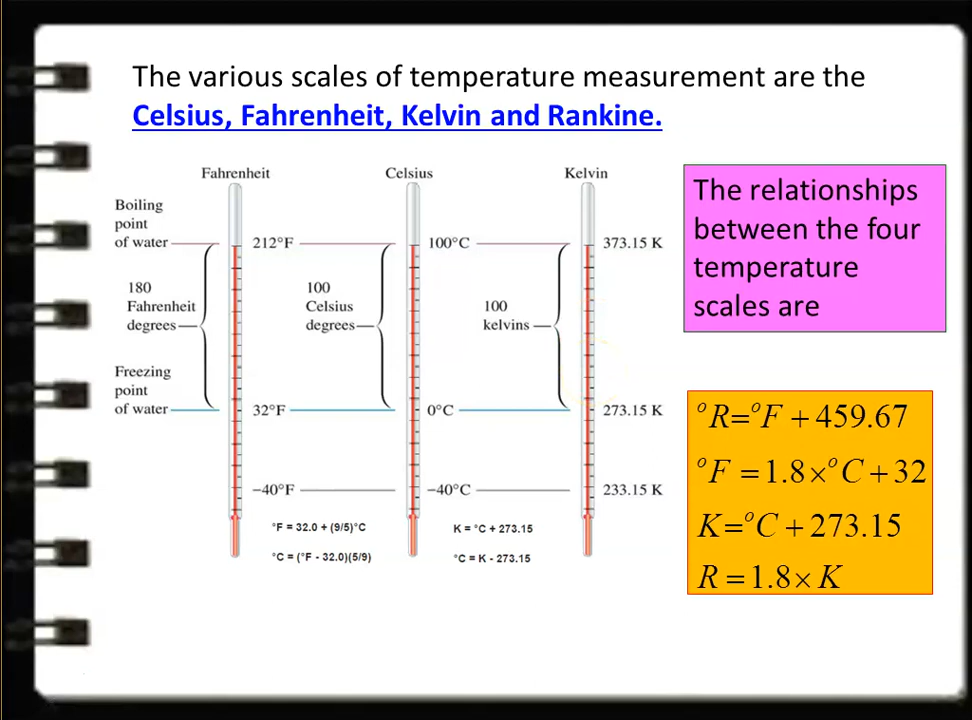 The various scales of temperature measurement are the
Celsius, Fahrenheit, Kelvin and Rankine.
Fahrenheit
Celsius
Kelvin
Boiling
point
of water
212°F
100°C
373.15 K
180
Fahrenheit
degrees
100
Celsius
degrees
100
kelvins
Freezing
point
of water
32°F
0°C
273.15 K
−40°F
−40°C
233.15 K
°F = 32.0 + (9/5)°C
K = °C + 273.15
°C = (°F - 32.0)(5/9)
°C = K - 273.15
The relationships
between the four
temperature
scales are
°R=°F + 459.67
°F = 1.8×°C + 32
K=°C + 273.15
R = 1.8× K